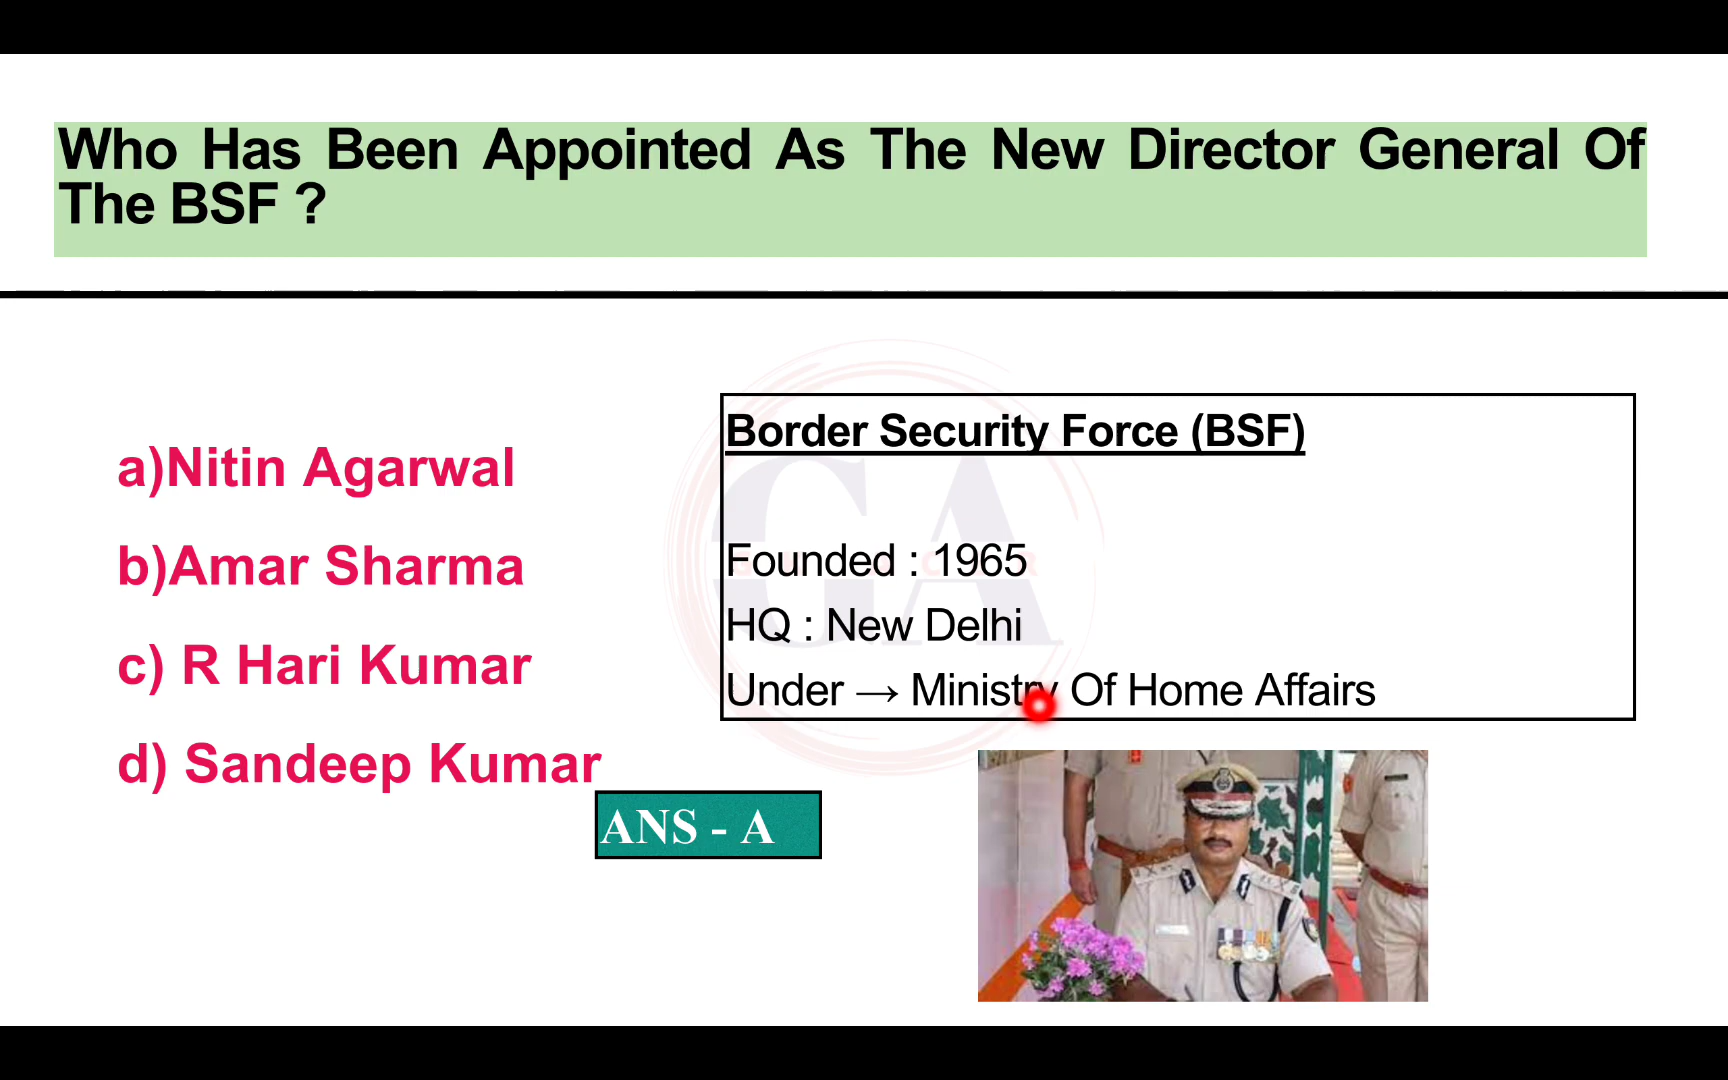 Who Has Been Appointed As The New Director General Of
The BSF ?
a)Nitin Agarwal
b)Amar Sharma
c) R Hari Kumar
d) Sandeep Kumar
ANS - A
Border Security Force (BSF)
Founded : 1965
HQ : New Delhi
Under → Ministry Of Home Affairs
GA